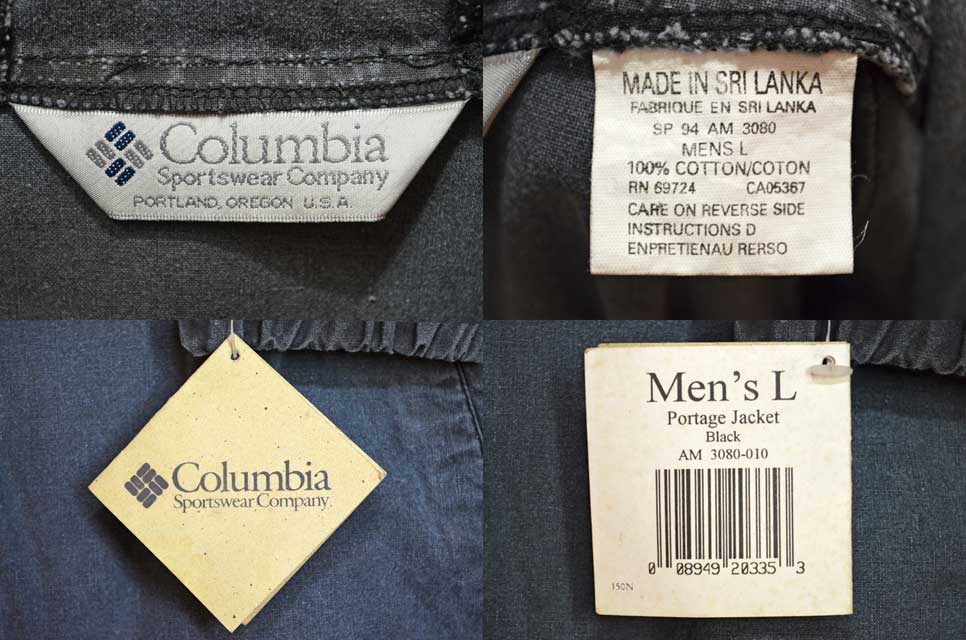 Columbia
Sportswear Company
PORTLAND, OREGON U.S.A.
MADE IN SRI LANKA
FABRIQUE EN SRI LANKA
SP 94 AM 3080
MENS L
100% COTTON/COTON
RN 69724 CA05367
CARE ON REVERSE SIDE
INSTRUCTIONS D
ENPRETIENAU RERSO
Columbia
Sportswear Company.
Men's L
Portage Jacket
Black
AM 3080-010
0 08949 20335 3
150N